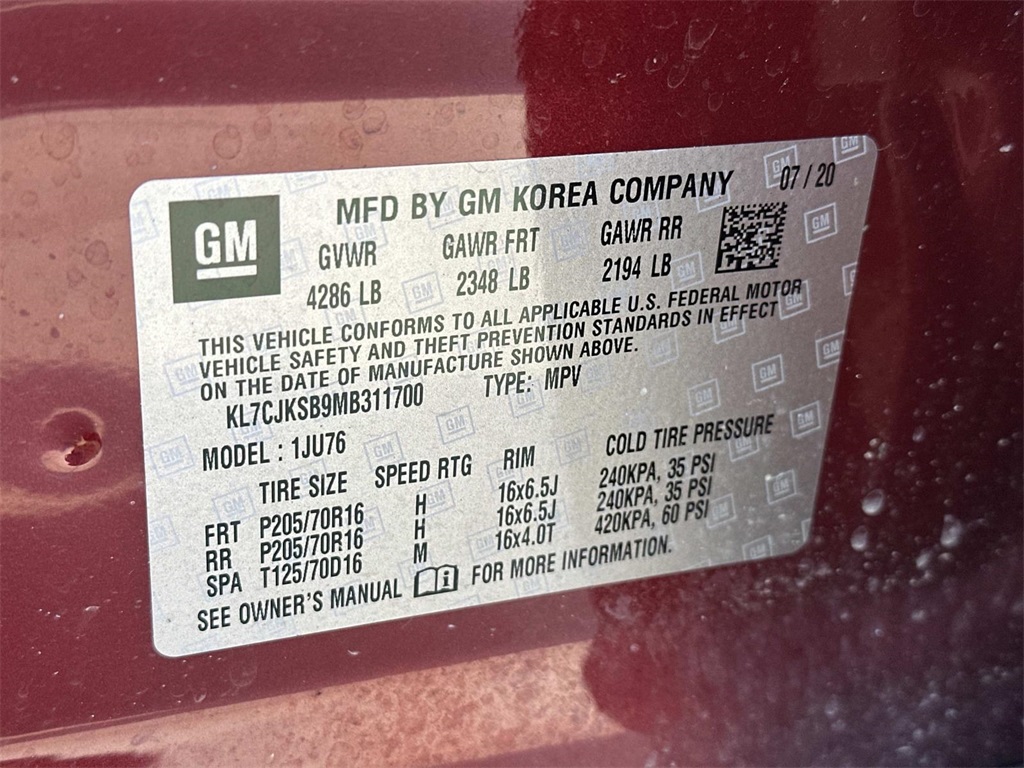 GM
MFD BY GM KOREA COMPANY 07 / 20
GVWR GAWR FRT GAWR RR
4286 LB 2348 LB 2194 LB
THIS VEHICLE CONFORMS TO ALL APPLICABLE U.S. FEDERAL MOTOR
VEHICLE SAFETY AND THEFT PREVENTION STANDARDS IN EFFECT
ON THE DATE OF MANUFACTURE SHOWN ABOVE.
KL7CJKSB9MB311700 TYPE: MPV
MODEL : 1JU76
TIRE SIZE SPEED RTG RIM COLD TIRE PRESSURE
FRT P205/70R16 H 16x6.5J 240KPA, 35 PSI
RR P205/70R16 H 16x6.5J 240KPA, 35 PSI
SPA T125/70D16 M 16x4.0T 420KPA, 60 PSI
SEE OWNER'S MANUAL FOR MORE INFORMATION.